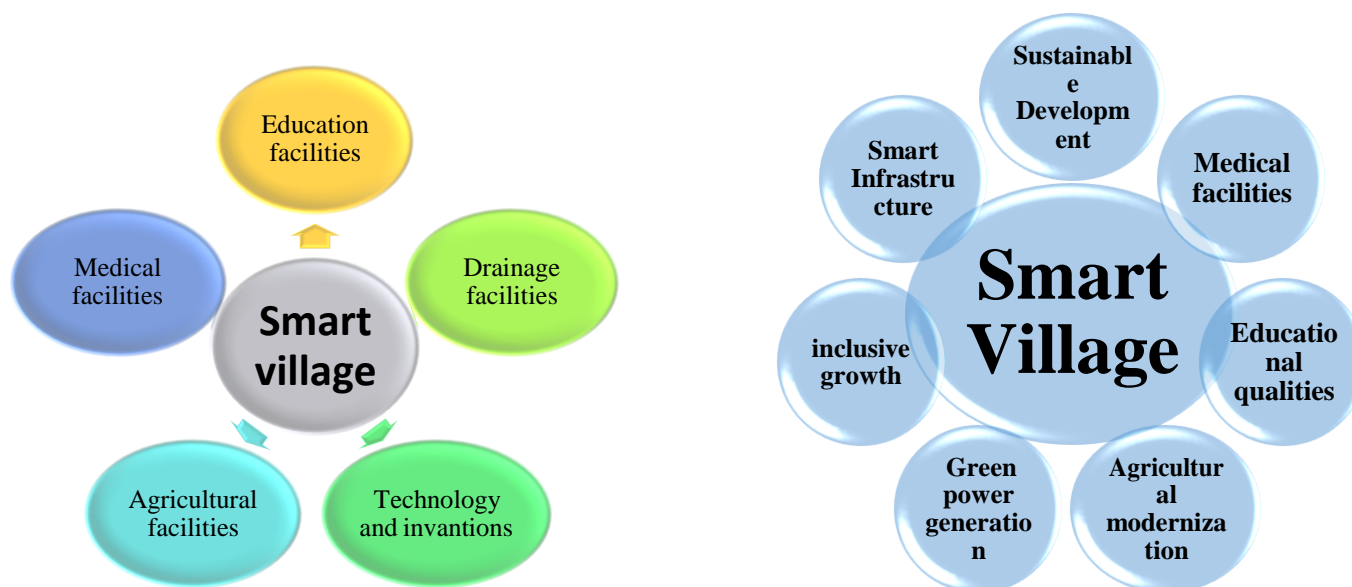 Education
facilities
Medical
facilities
Drainage
facilities
Smart
village
Agricultural
facilities
Technology
and invantions
Sustainabl
e
Developm
ent
Smart
Infrastru
cture
Medical
facilities
Smart
Village
inclusive
growth
Educatio
nal
qualities
Green
power
generatio
n
Agricultur
al
moderniza
tion